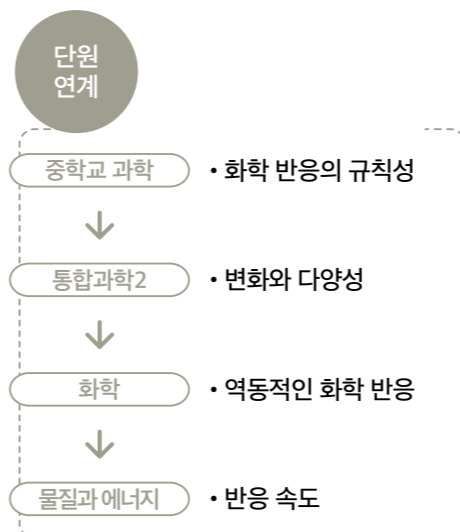 단원
연계
중학교 과학 • 화학 반응의 규칙성
통합과학2 • 변화와 다양성
화학 • 역동적인 화학 반응
물질과 에너지 • 반응 속도